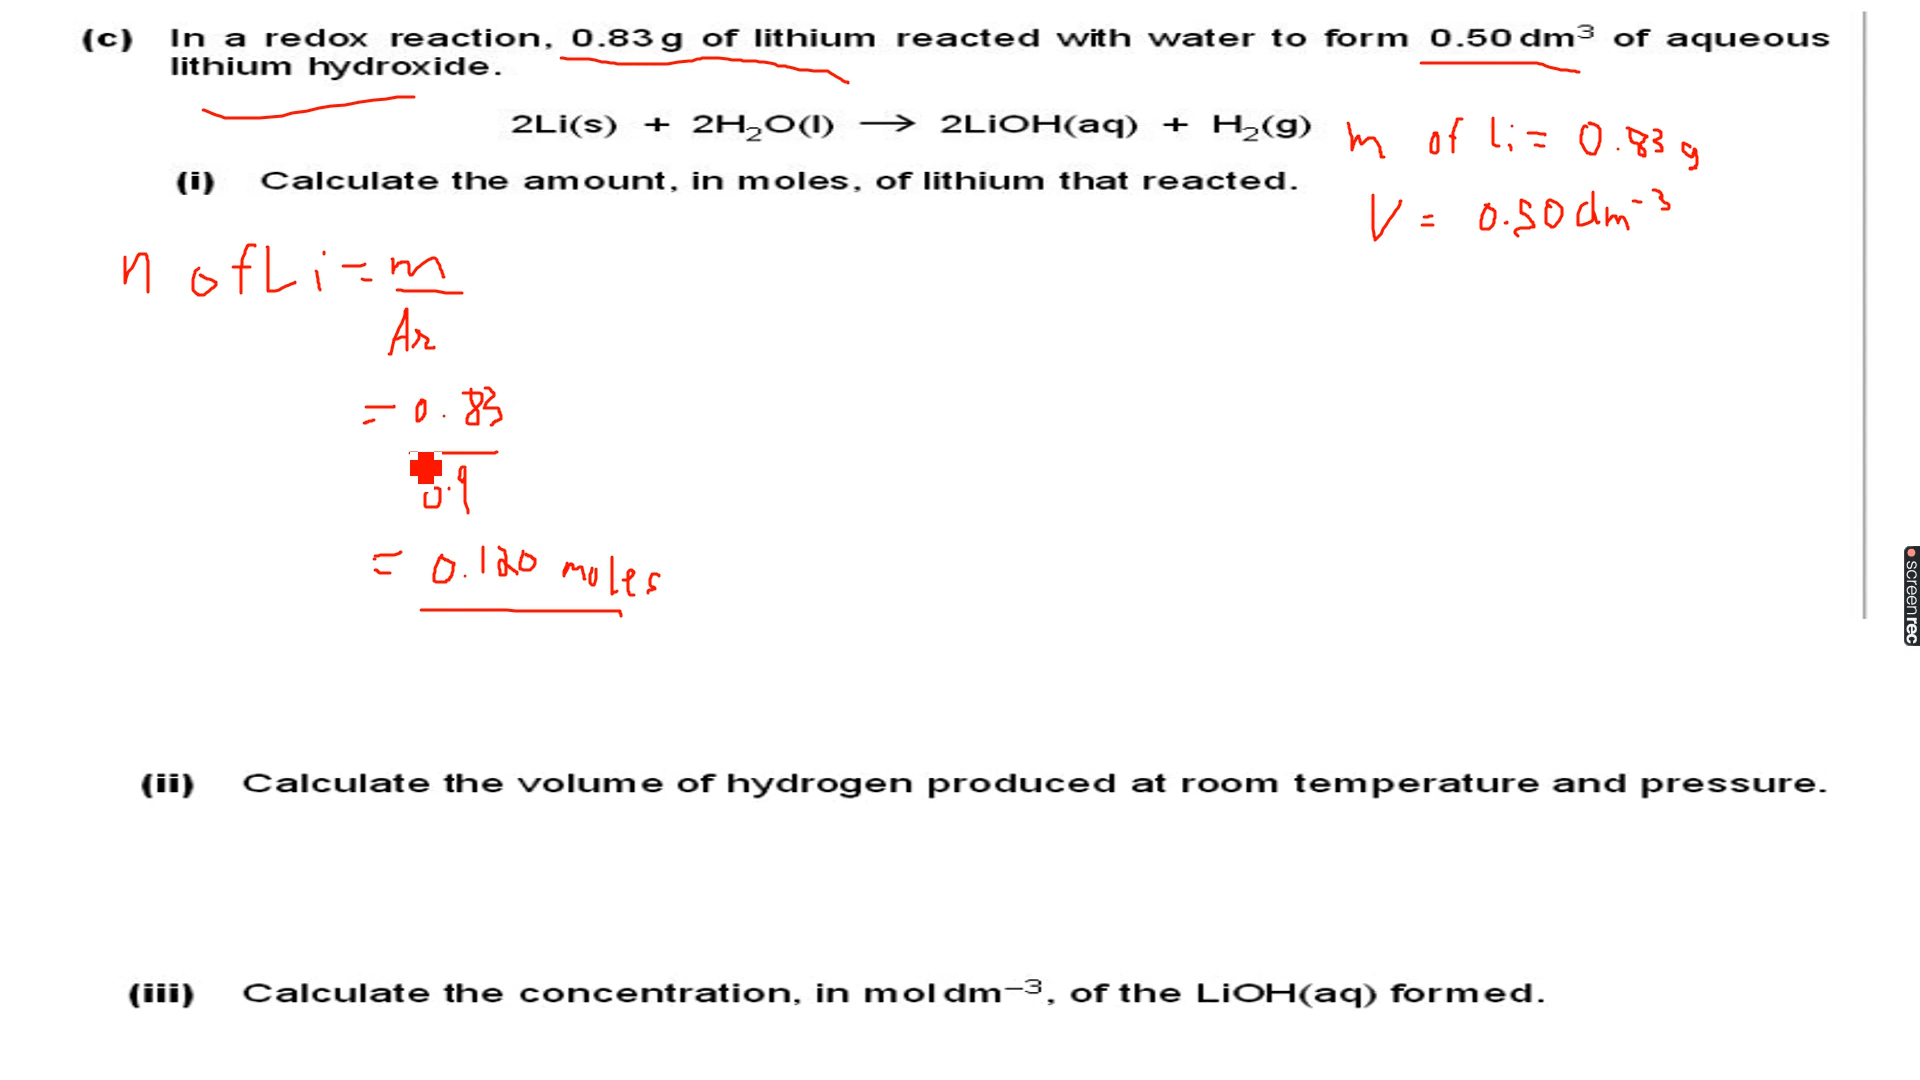 (c) In a redox reaction, 0.83 g of lithium reacted with water to form 0.50 dm³ of aqueous
lithium hydroxide.
2Li(s) + 2H₂O(l) → 2LiOH(aq) + H₂(g)
m of Li = 0.83 g
(i) Calculate the amount, in moles, of lithium that reacted.
V = 0.50 dm⁻³
n of Li = m
Ar
= 0.83
= 0.120 moles
(ii) Calculate the volume of hydrogen produced at room temperature and pressure.
(iii) Calculate the concentration, in mol dm⁻³, of the LiOH(aq) formed.
screenrec